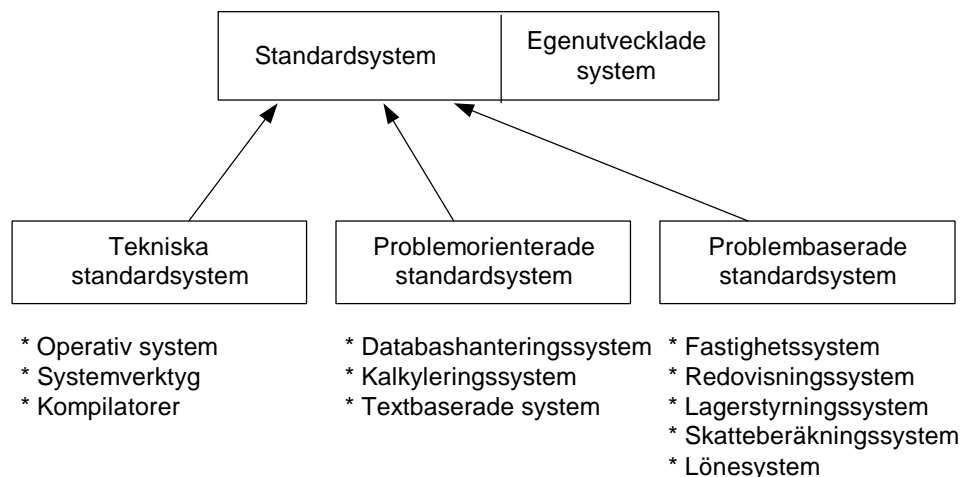 Standardsystem
Egenutvecklade
system
Tekniska
standardsystem
Problemorienterade
standardsystem
Problembaserade
standardsystem
* Operativ system
* Systemverktyg
* Kompilatorer
* Databashanteringssystem
* Kalkyleringssystem
* Textbaserade system
* Fastighetssystem
* Redovisningssystem
* Lagerstyrningssystem
* Skatteberäkningssystem
* Lönesystem